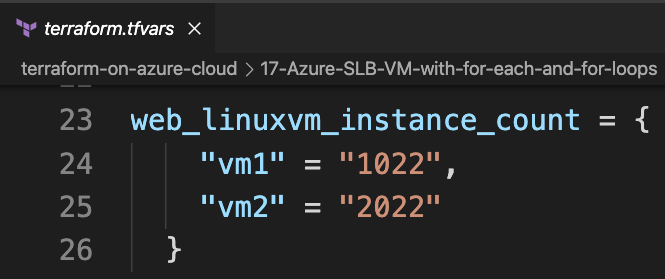 terraform.tfvars ×
terraform-on-azure-cloud > 17-Azure-SLB-VM-with-for-each-and-for-loops
23 web_linuxvm_instance_count = {
24 "vm1" = "1022",
25 "vm2" = "2022"
26 }